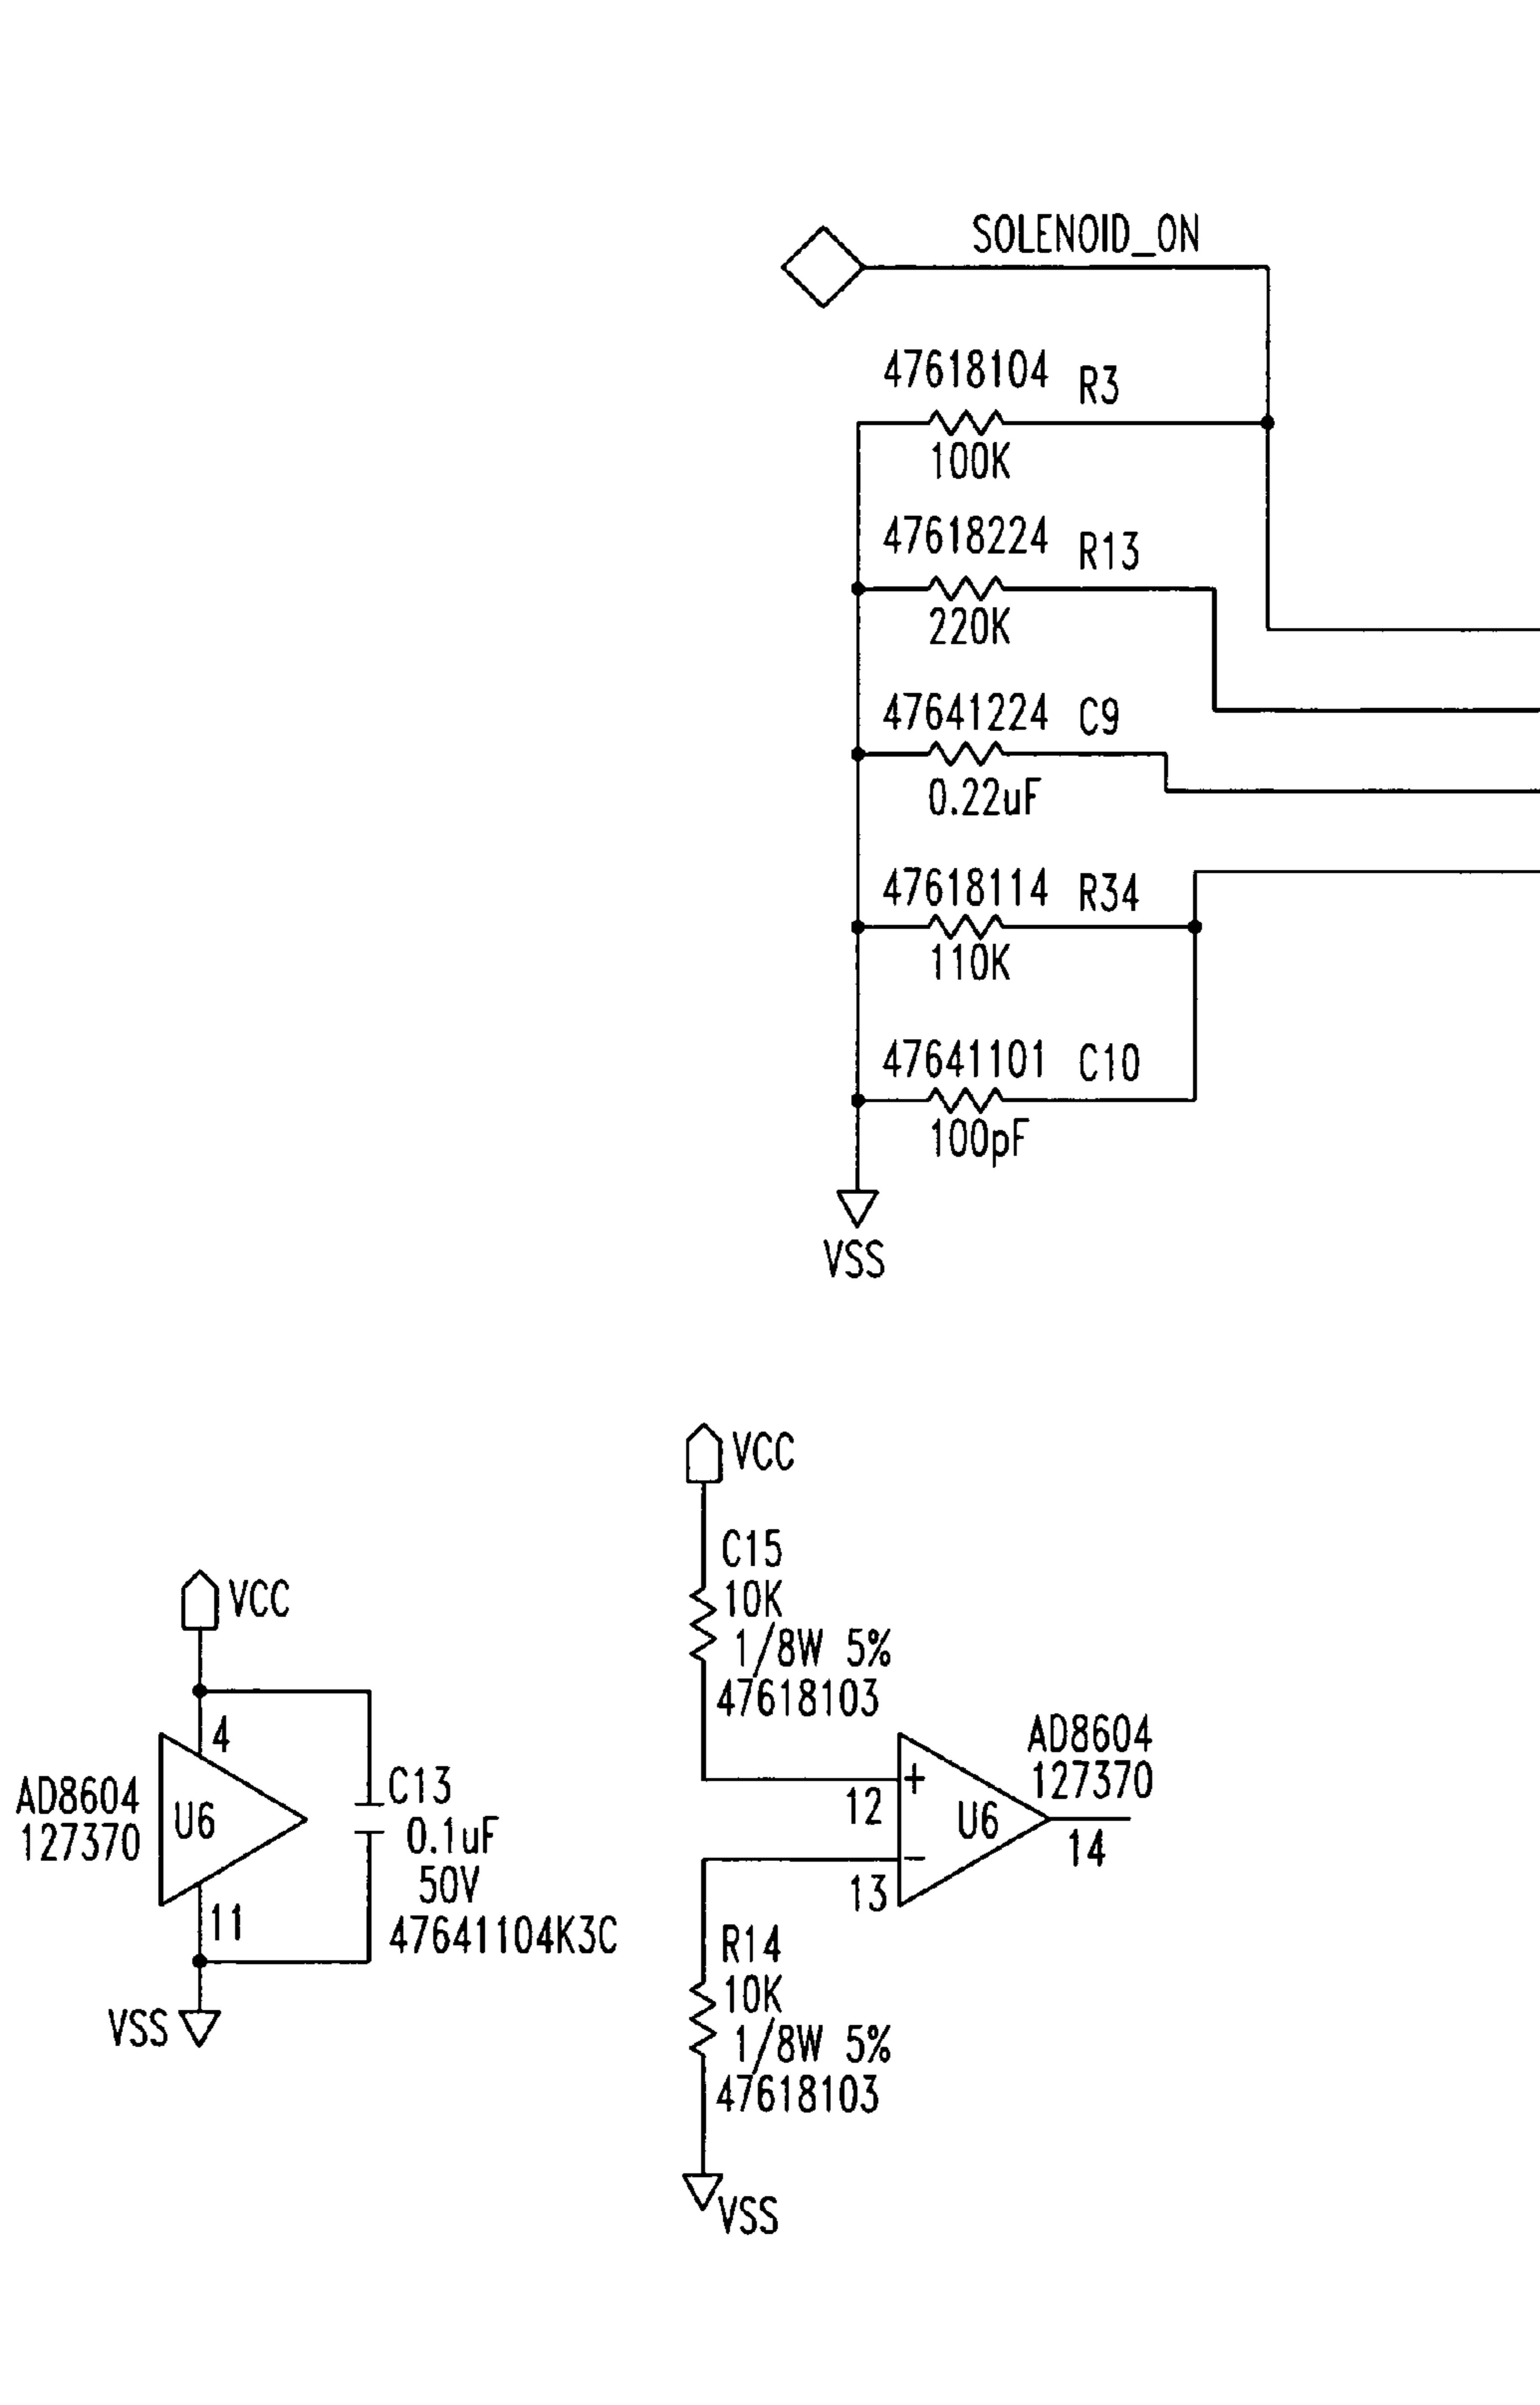 SOLENOID_ON
47618104 R3
100K
47618224 R13
220K
47641224 C9
0.22uF
47618114 R34
110K
47641101 C10
100pF
VSS
VCC
4
AD8604
127370
U6
C13
0.1uF
50V
47641104K3C
11
VSS
VCC
C15
10K
1/8W 5%
47618103
12
+
U6
AD8604
127370
14
−
13
R14
10K
1/8W 5%
47618103
VSS